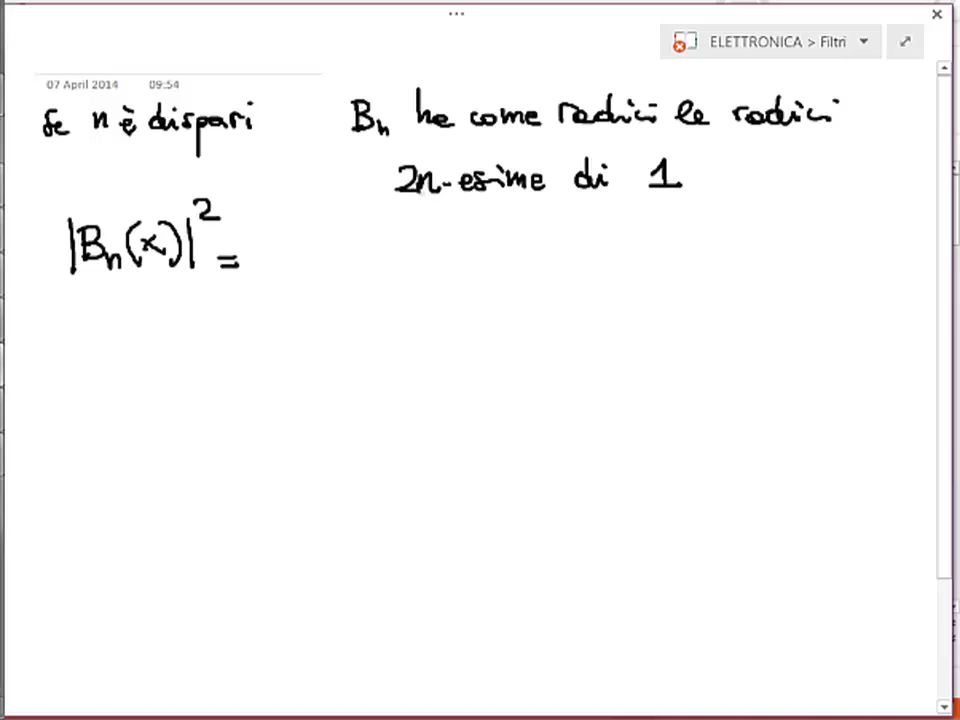 ELETTRONICA > Filtri
07 April 2014 09:54
Se n è dispari Bn ha come radici le radici
2n-esime di 1
|Bn(x)|² =